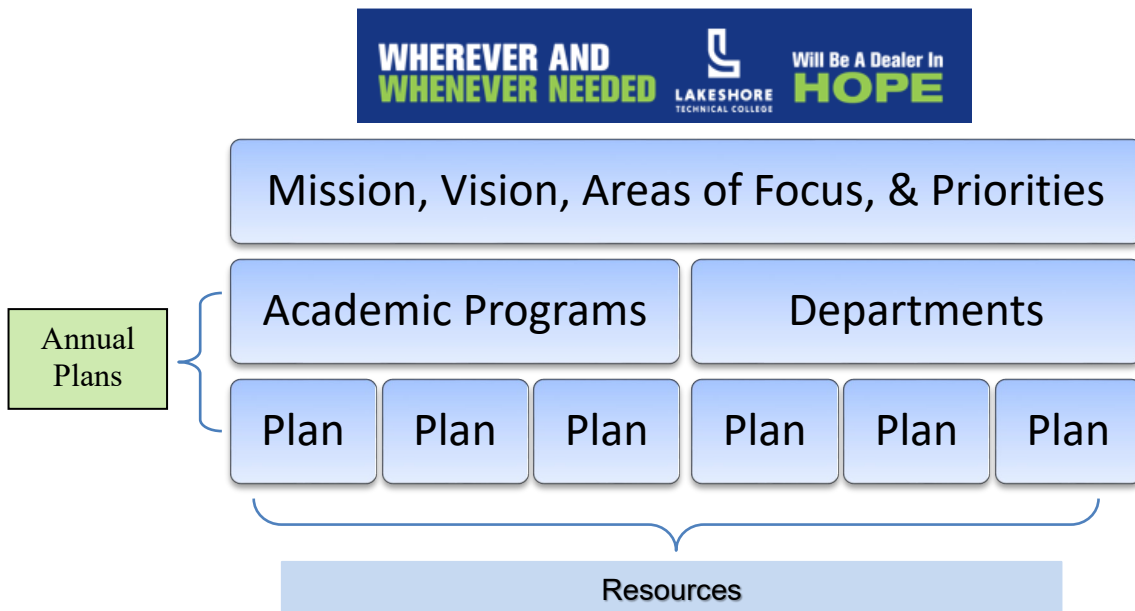 WHEREVER AND
WHENEVER NEEDED
LAKESHORE
TECHNICAL COLLEGE
Will Be A Dealer In
HOPE
Mission, Vision, Areas of Focus, & Priorities
Annual
Plans
Academic Programs
Departments
Plan
Plan
Plan
Plan
Plan
Plan
Resources